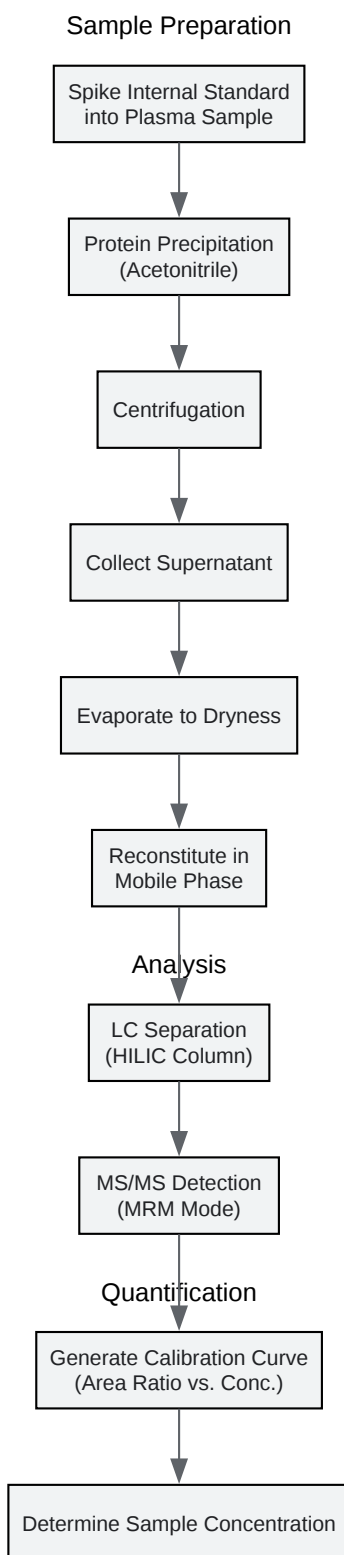 Sample Preparation
Spike Internal Standard
into Plasma Sample
Protein Precipitation
(Acetonitrile)
Centrifugation
Collect Supernatant
Evaporate to Dryness
Reconstitute in
Mobile Phase
Analysis
LC Separation
(HILIC Column)
MS/MS Detection
(MRM Mode)
Quantification
Generate Calibration Curve
(Area Ratio vs. Conc.)
Determine Sample Concentration